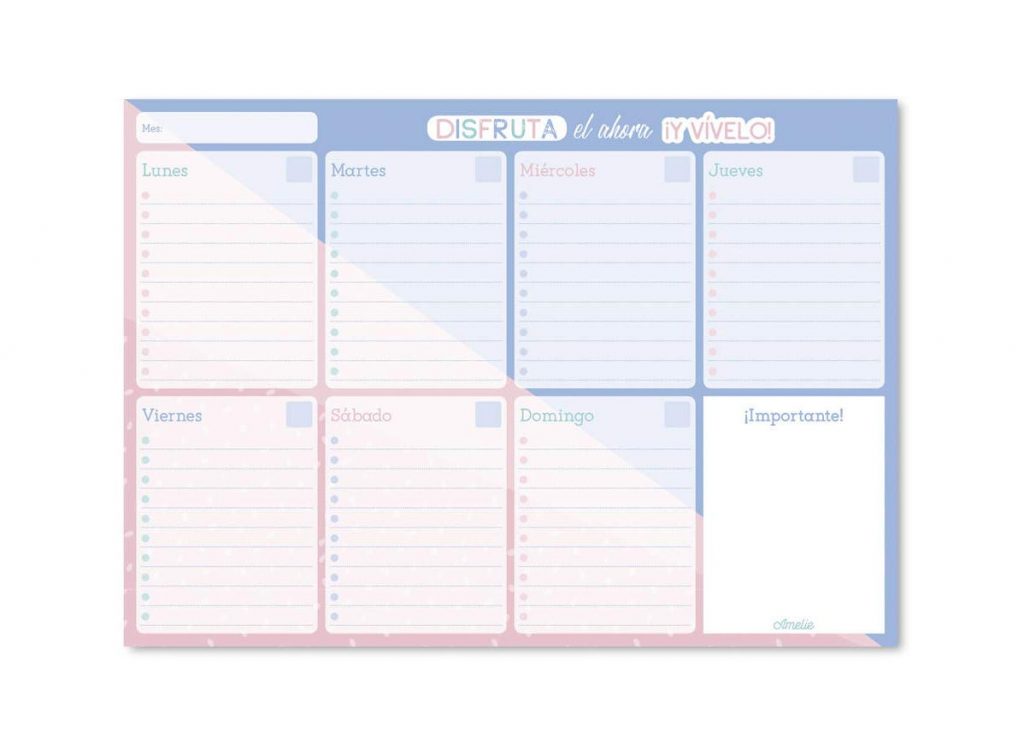 Mes:
DISFRUTA el ahora ¡Y VÍVELO!
Lunes
Martes
Miércoles
Jueves
Viernes
Sábado
Domingo
¡Importante!
Amelie